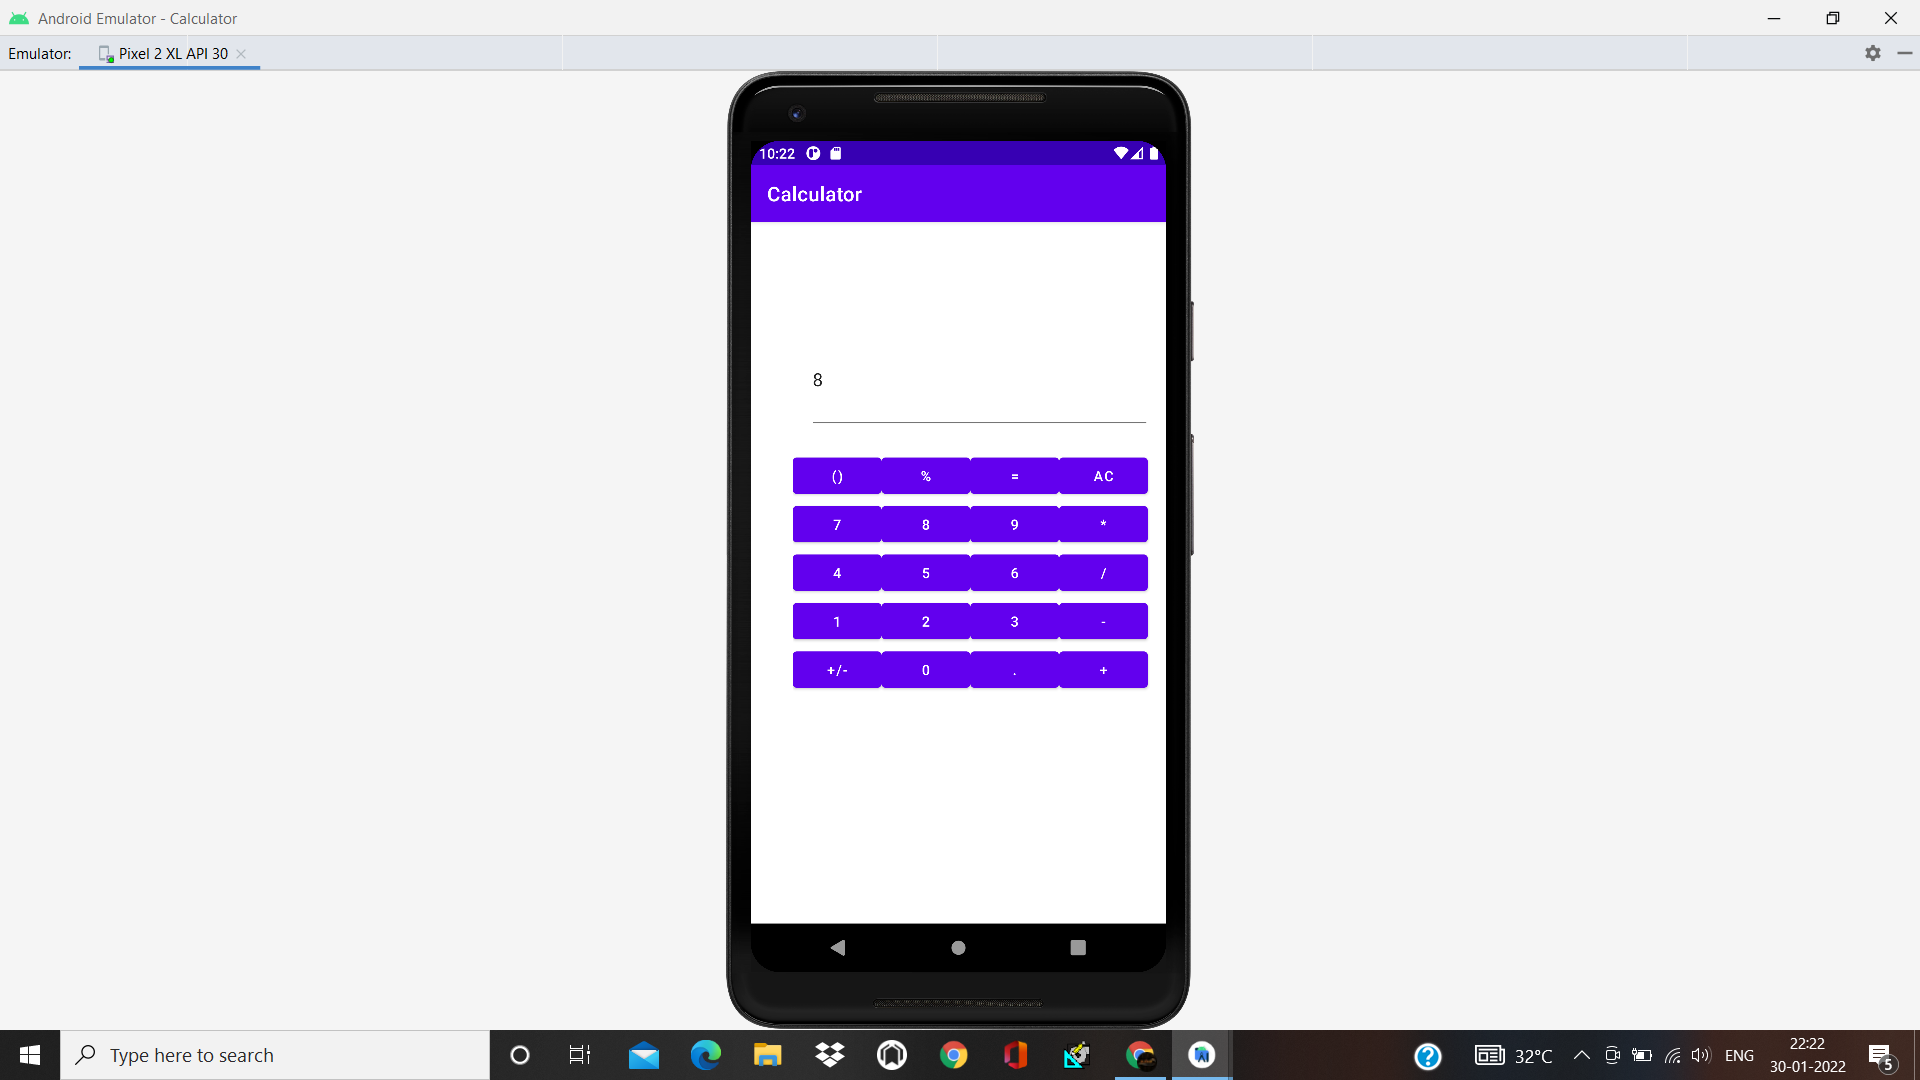 Android Emulator - Calculator
Emulator: Pixel 2 XL API 30
10:22
Calculator
8
() % = AC
7 8 9 *
4 5 6 /
1 2 3 -
+/- 0 . +
Type here to search
32°C
ENG
22:22
30-01-2022
5